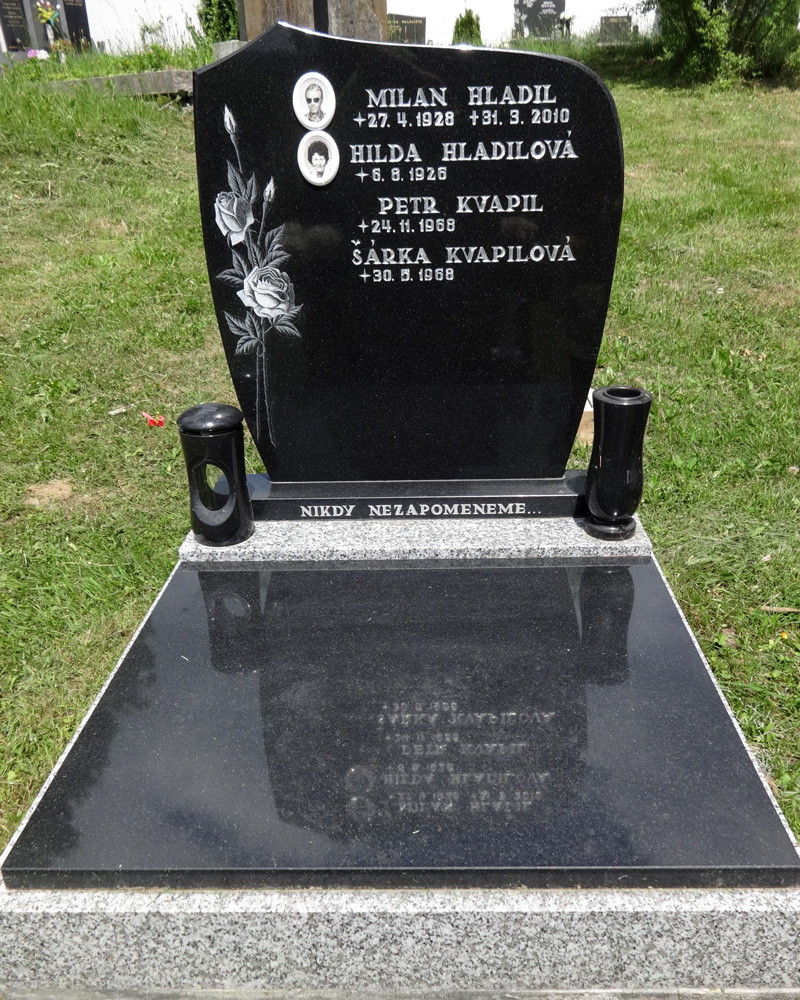 MILAN HLADIL
+27. 4. 1928 +31. 3. 2010
HILDA HLADILOVÁ
+6. 8. 1926
PETR KVAPIL
+24. 11. 1968
ŠÁRKA KVAPILOVÁ
+30. 5. 1968
NIKDY NEZAPOMENEME...